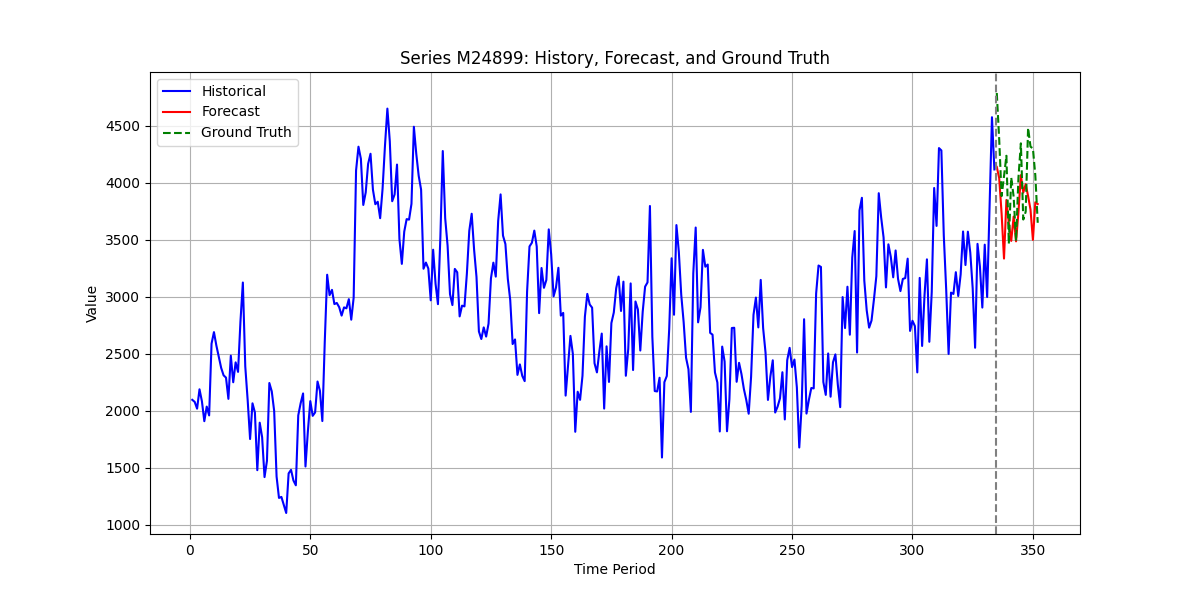 Series M24899: History, Forecast, and Ground Truth
Historical
Forecast
Ground Truth
Value
4500
4000
3500
3000
2500
2000
1500
1000
0 50 100 150 200 250 300 350
Time Period